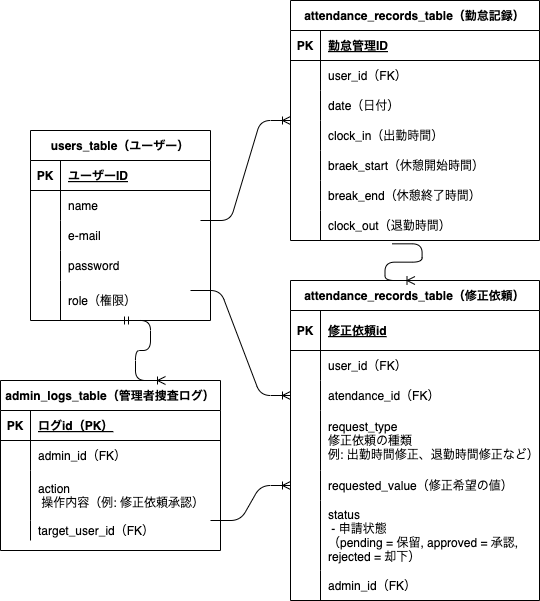 attendance_records_table（勤怠記録）
PK 勤怠管理ID
user_id（FK）
date（日付）
clock_in（出勤時間）
braek_start（休憩開始時間）
break_end（休憩終了時間）
clock_out（退勤時間）
users_table（ユーザー）
PK ユーザーID
name
e-mail
password
role（権限）
attendance_records_table（修正依頼）
PK 修正依頼id
user_id（FK）
atendance_id（FK）
request_type
修正依頼の種類
例: 出勤時間修正、退勤時間修正など）
requested_value（修正希望の値）
status
- 申請状態
（pending = 保留, approved = 承認,
rejected = 却下）
admin_id（FK）
admin_logs_table（管理者捜査ログ）
PK ログid（PK）
admin_id（FK）
action
操作内容（例: 修正依頼承認）
target_user_id（FK）